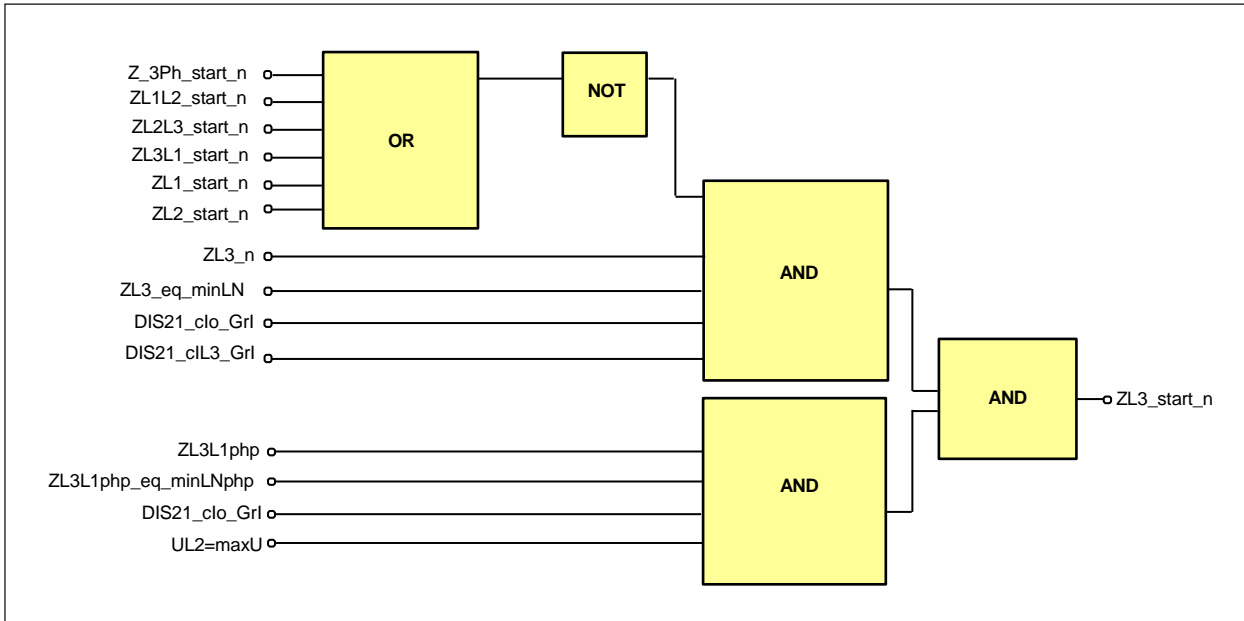 Z_3Ph_start_n
ZL1L2_start_n
ZL2L3_start_n
ZL3L1_start_n
ZL1_start_n
ZL2_start_n
OR
NOT
ZL3_n
ZL3_eq_minLN
DIS21_cIo_GrI
DIS21_cIL3_GrI
AND
ZL3L1php
ZL3L1php_eq_minLNphp
DIS21_cIo_GrI
UL2=maxU
AND
AND
ZL3_start_n